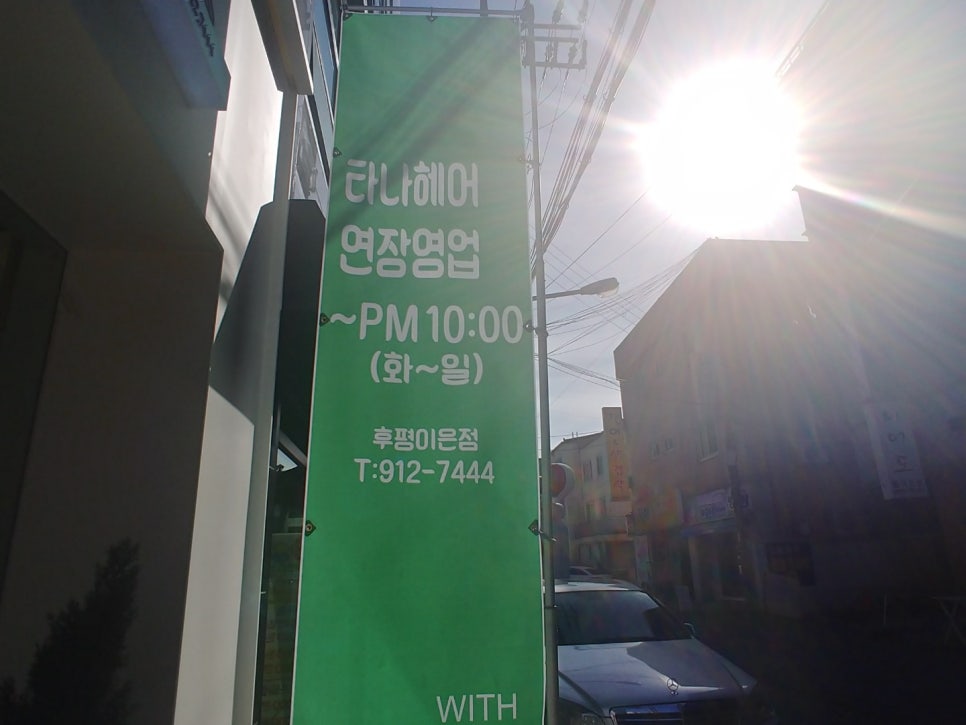 타나헤어
연장영업
~PM 10:00
(화~일)
후평이은점
T:912-7444
WITH